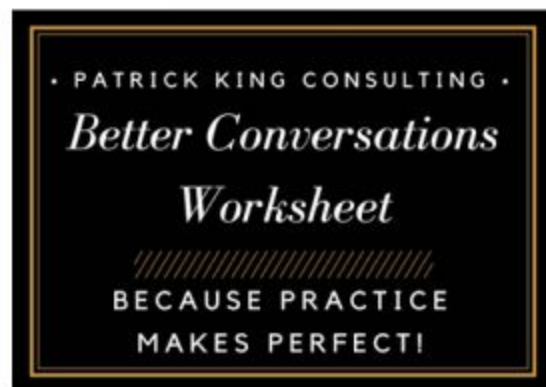 • PATRICK KING CONSULTING •
Better Conversations
Worksheet
BECAUSE PRACTICE
MAKES PERFECT!